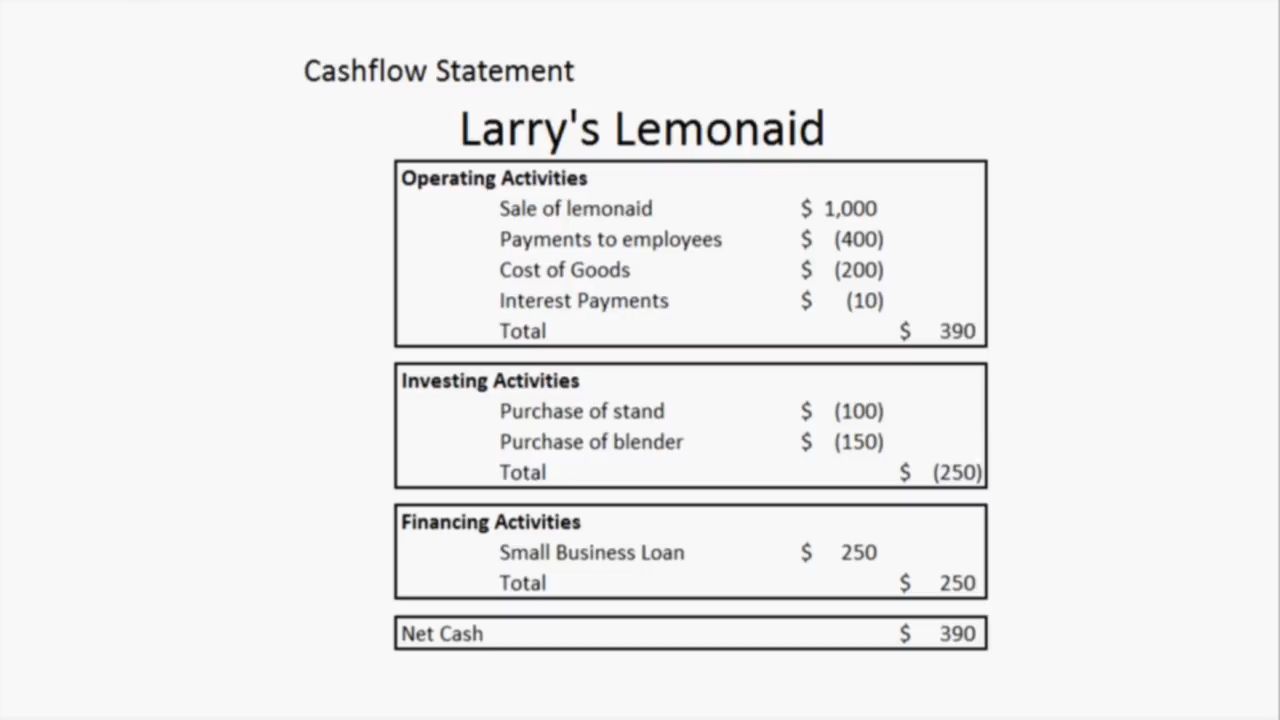 Cashflow Statement
Larry's Lemonaid
Operating Activities
Sale of lemonaid $ 1,000
Payments to employees $ (400)
Cost of Goods $ (200)
Interest Payments $ (10)
Total $ 390
Investing Activities
Purchase of stand $ (100)
Purchase of blender $ (150)
Total $ (250)
Financing Activities
Small Business Loan $ 250
Total $ 250
Net Cash $ 390